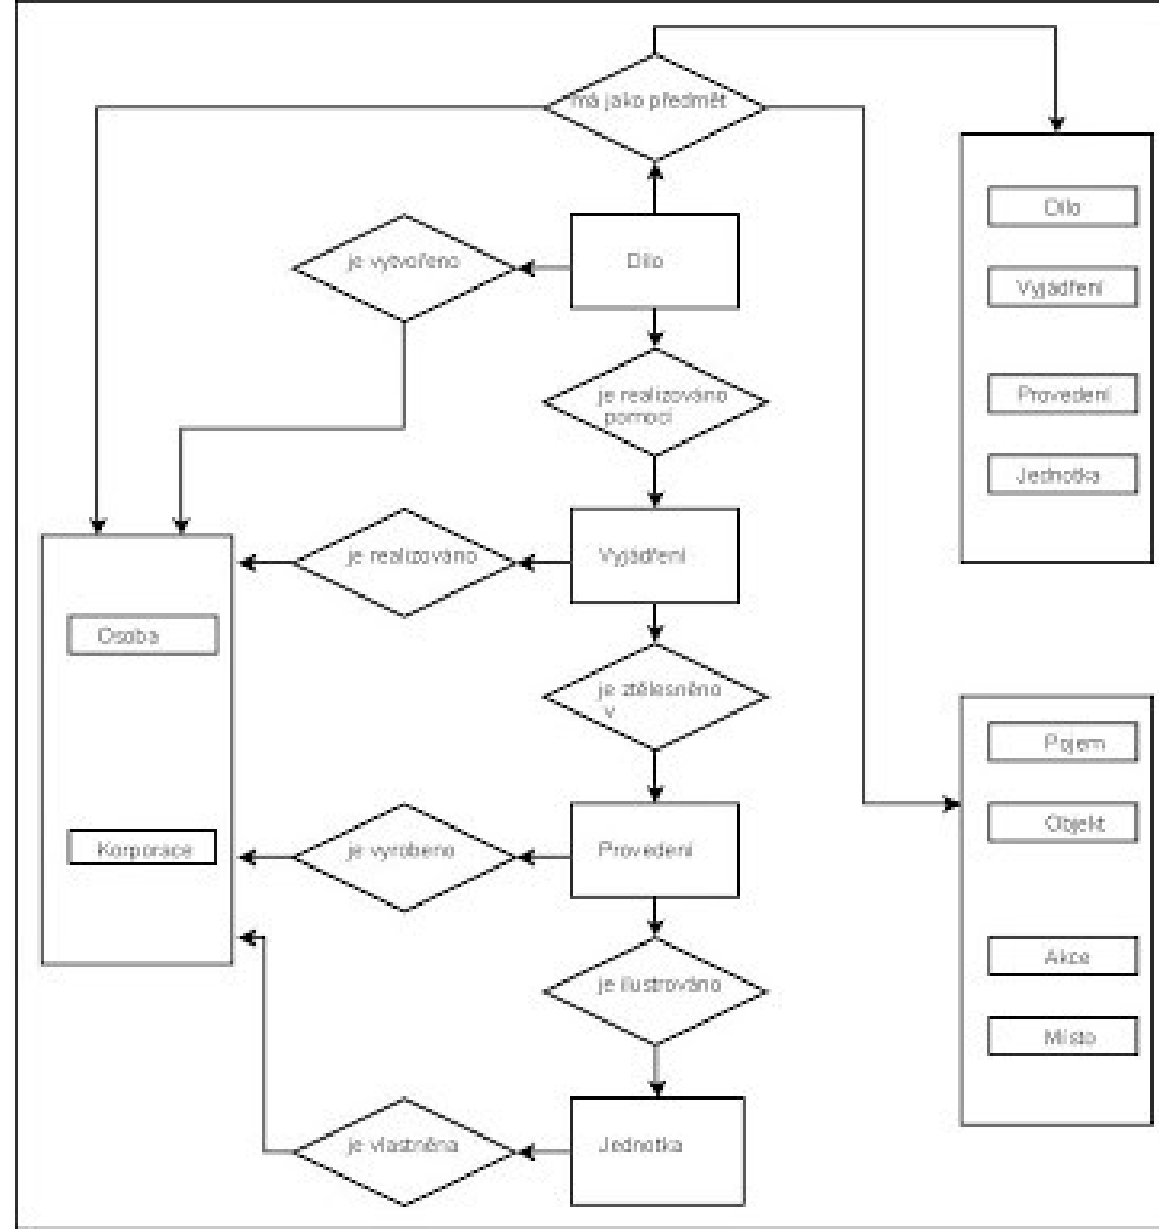 má jako předmět
Dílo
Vyjádření
Provedení
Jednotka
je vytvořeno
Dílo
je realizováno
pomocí
je realizováno
Vyjádření
Osoba
Korporace
je ztělesněno
v
Pojem
Objekt
Akce
Místo
je vyrobeno
Provedení
je ilustrováno
je vlastněna
Jednotka